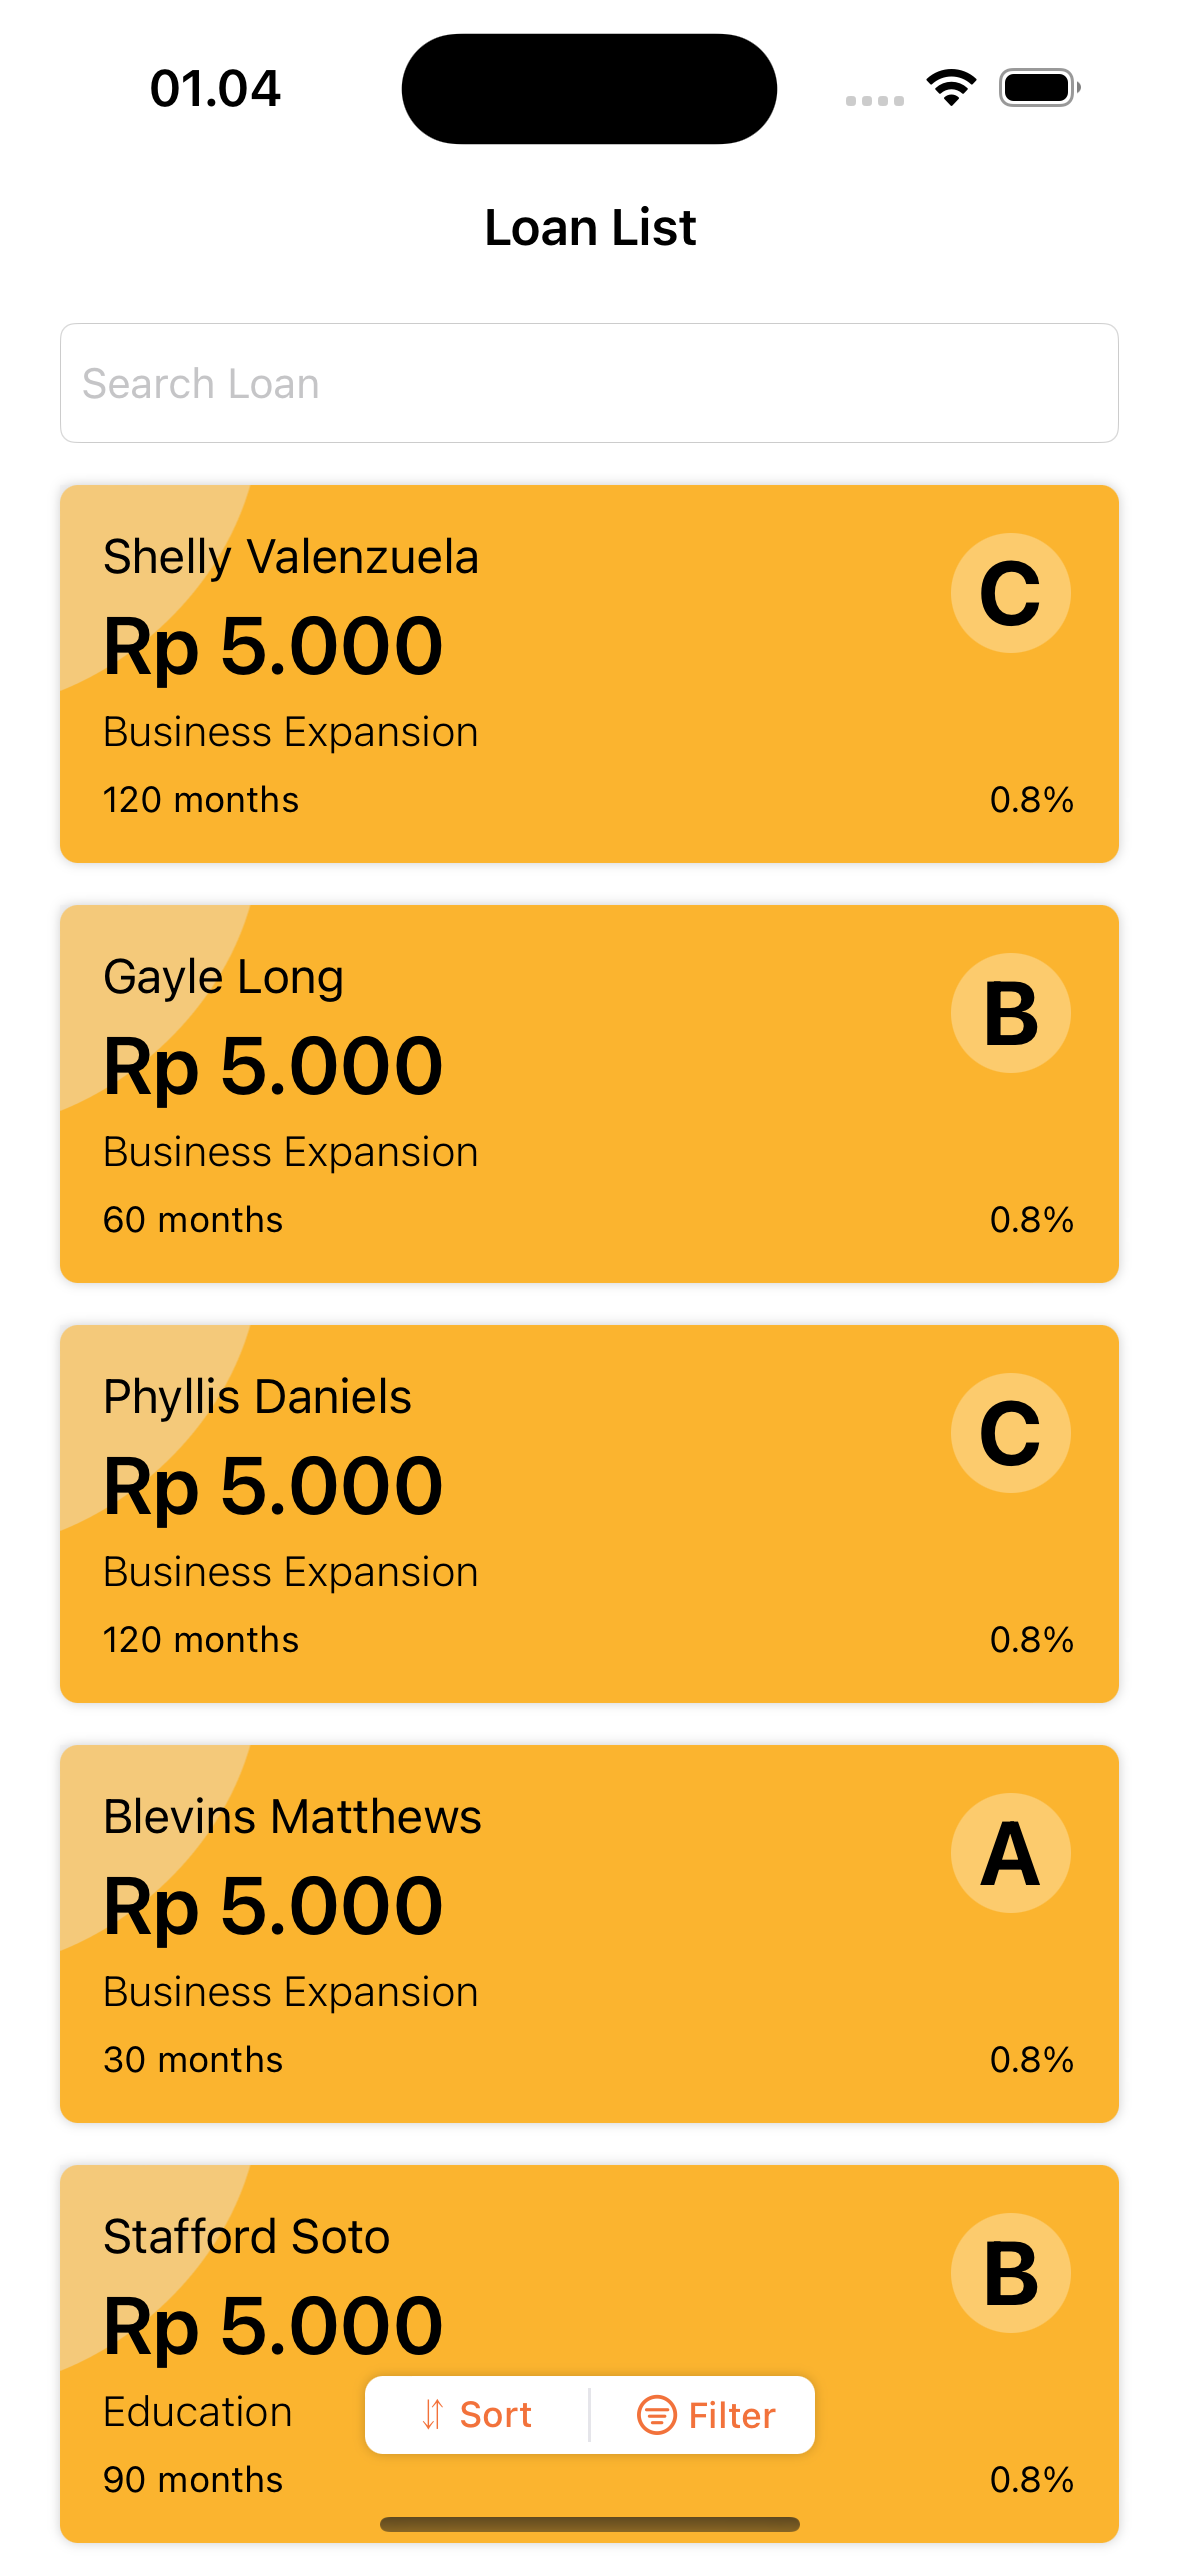 01.04
Loan List
Search Loan
Shelly Valenzuela
C
Rp 5.000
Business Expansion
120 months 0.8%
Gayle Long
B
Rp 5.000
Business Expansion
60 months 0.8%
Phyllis Daniels
C
Rp 5.000
Business Expansion
120 months 0.8%
Blevins Matthews
A
Rp 5.000
Business Expansion
30 months 0.8%
Stafford Soto
B
Rp 5.000
Education
Sort Filter
90 months 0.8%